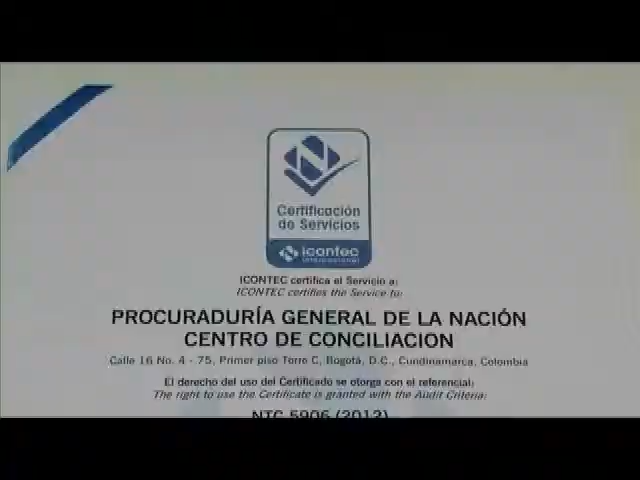 N
Certificación
de Servicios
icontec
internacional
ICONTEC certifica el Servicio a:
ICONTEC certifies the Service to:
PROCURADURÍA GENERAL DE LA NACIÓN
CENTRO DE CONCILIACION
Calle 16 No. 4 - 75, Primer piso Torre C, Bogotá, D.C., Cundinamarca, Colombia
El derecho del uso del Certificado se otorga con el referencial:
The right to use the Certificate is granted with the Audit Criteria:
NTC 5906 (2012)